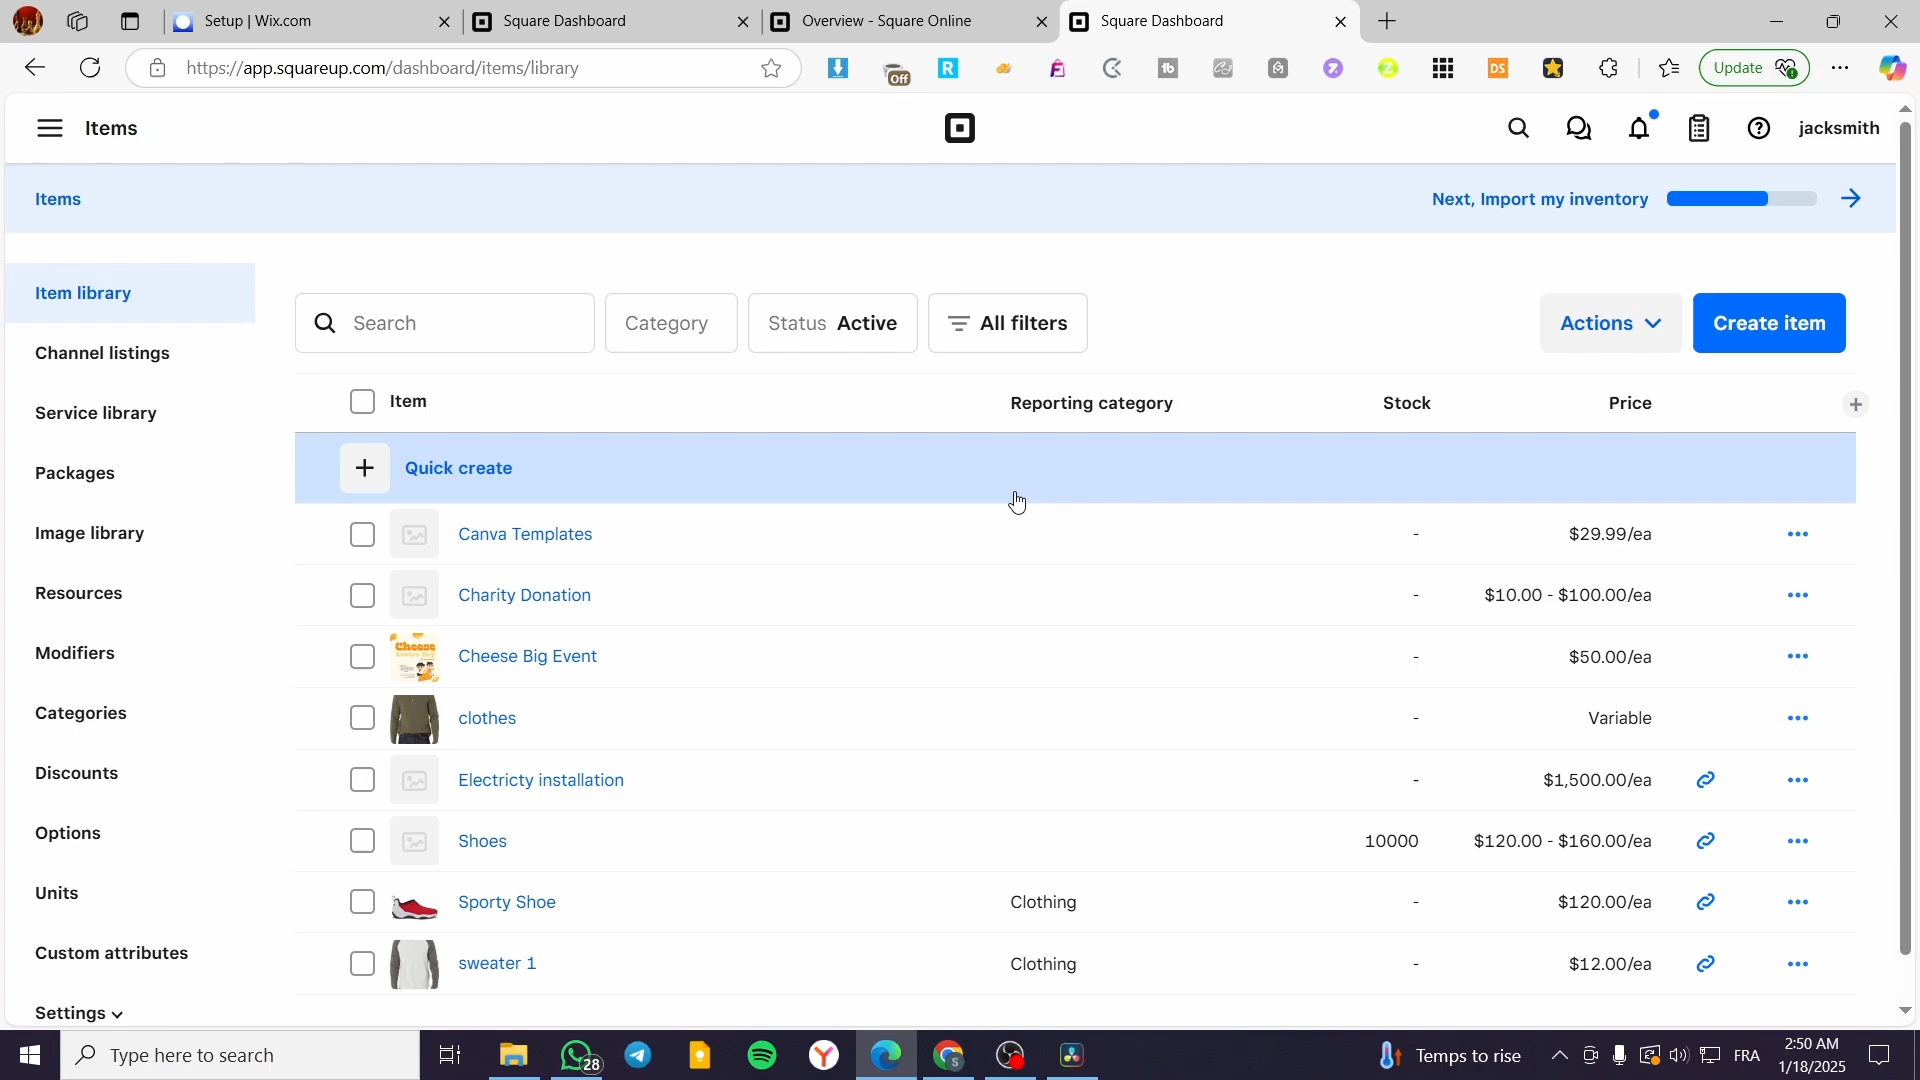 Setup | Wix.com
Square Dashboard
Overview - Square Online
Square Dashboard
https://app.squareup.com/dashboard/items/library
Off
R
tb
DS
Update
Items
jacksmith
Items
Next, Import my inventory
Item library
Search
Category
Status Active
All filters
Actions
Create item
Channel listings
Item
Reporting category
Stock
Price
Service library
Packages
Quick create
Image library
Canva Templates
-
$29.99/ea
Resources
Charity Donation
-
$10.00 - $100.00/ea
Modifiers
Cheese
Cheese Big Event
-
$50.00/ea
Categories
clothes
-
Variable
Discounts
Electricty installation
-
$1,500.00/ea
Options
Shoes
10000
$120.00 - $160.00/ea
Units
Sporty Shoe
Clothing
-
$120.00/ea
Custom attributes
sweater 1
Clothing
-
$12.00/ea
Settings
Type here to search
28
Temps to rise
FRA
2:50 AM
1/18/2025